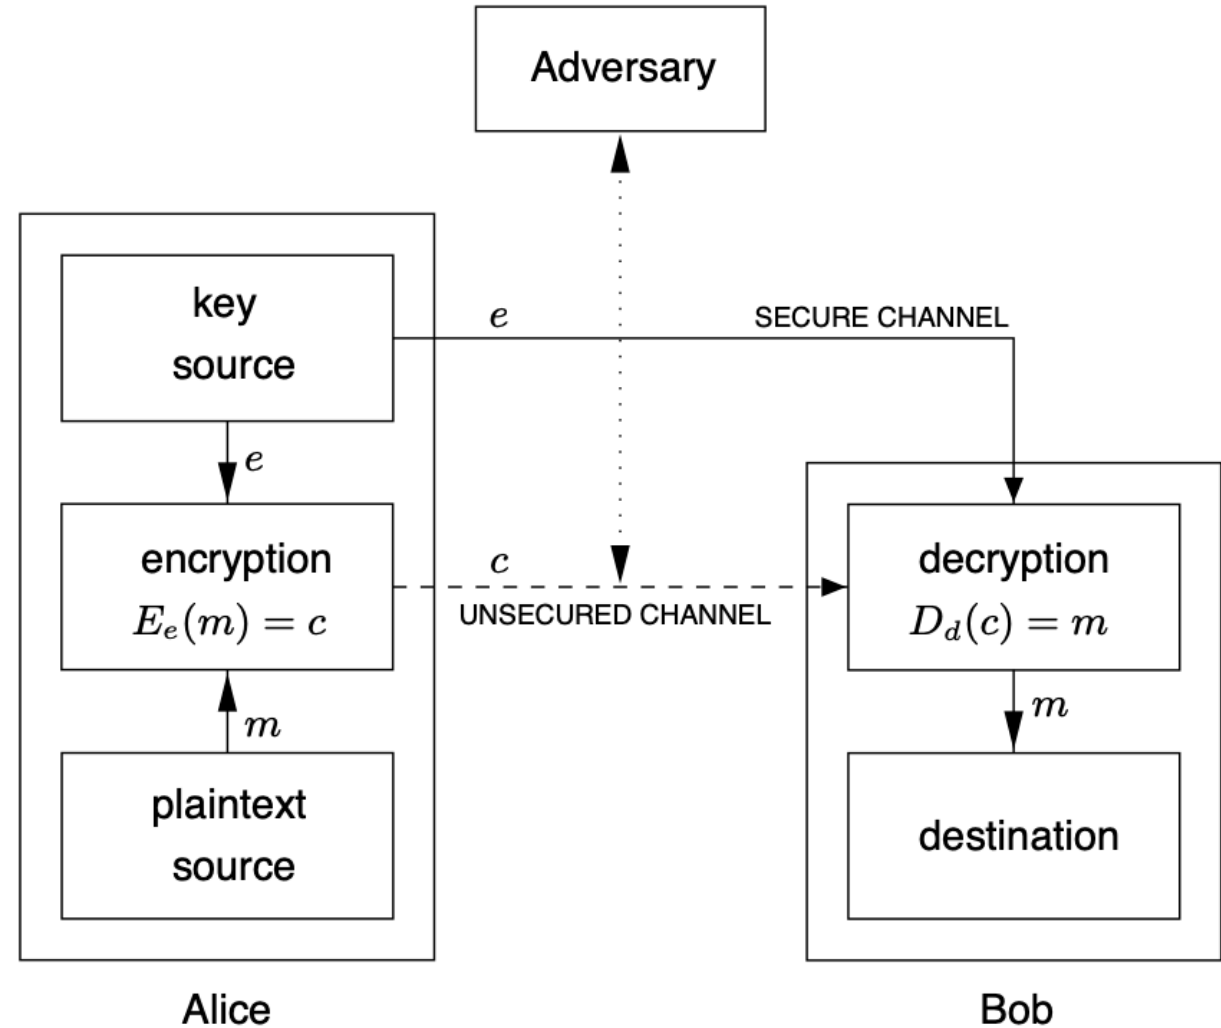 Adversary
key
source
e
SECURE CHANNEL
e
encryption
E_e(m) = c
c
UNSECURED CHANNEL
decryption
D_d(c) = m
m
m
plaintext
source
destination
Alice
Bob